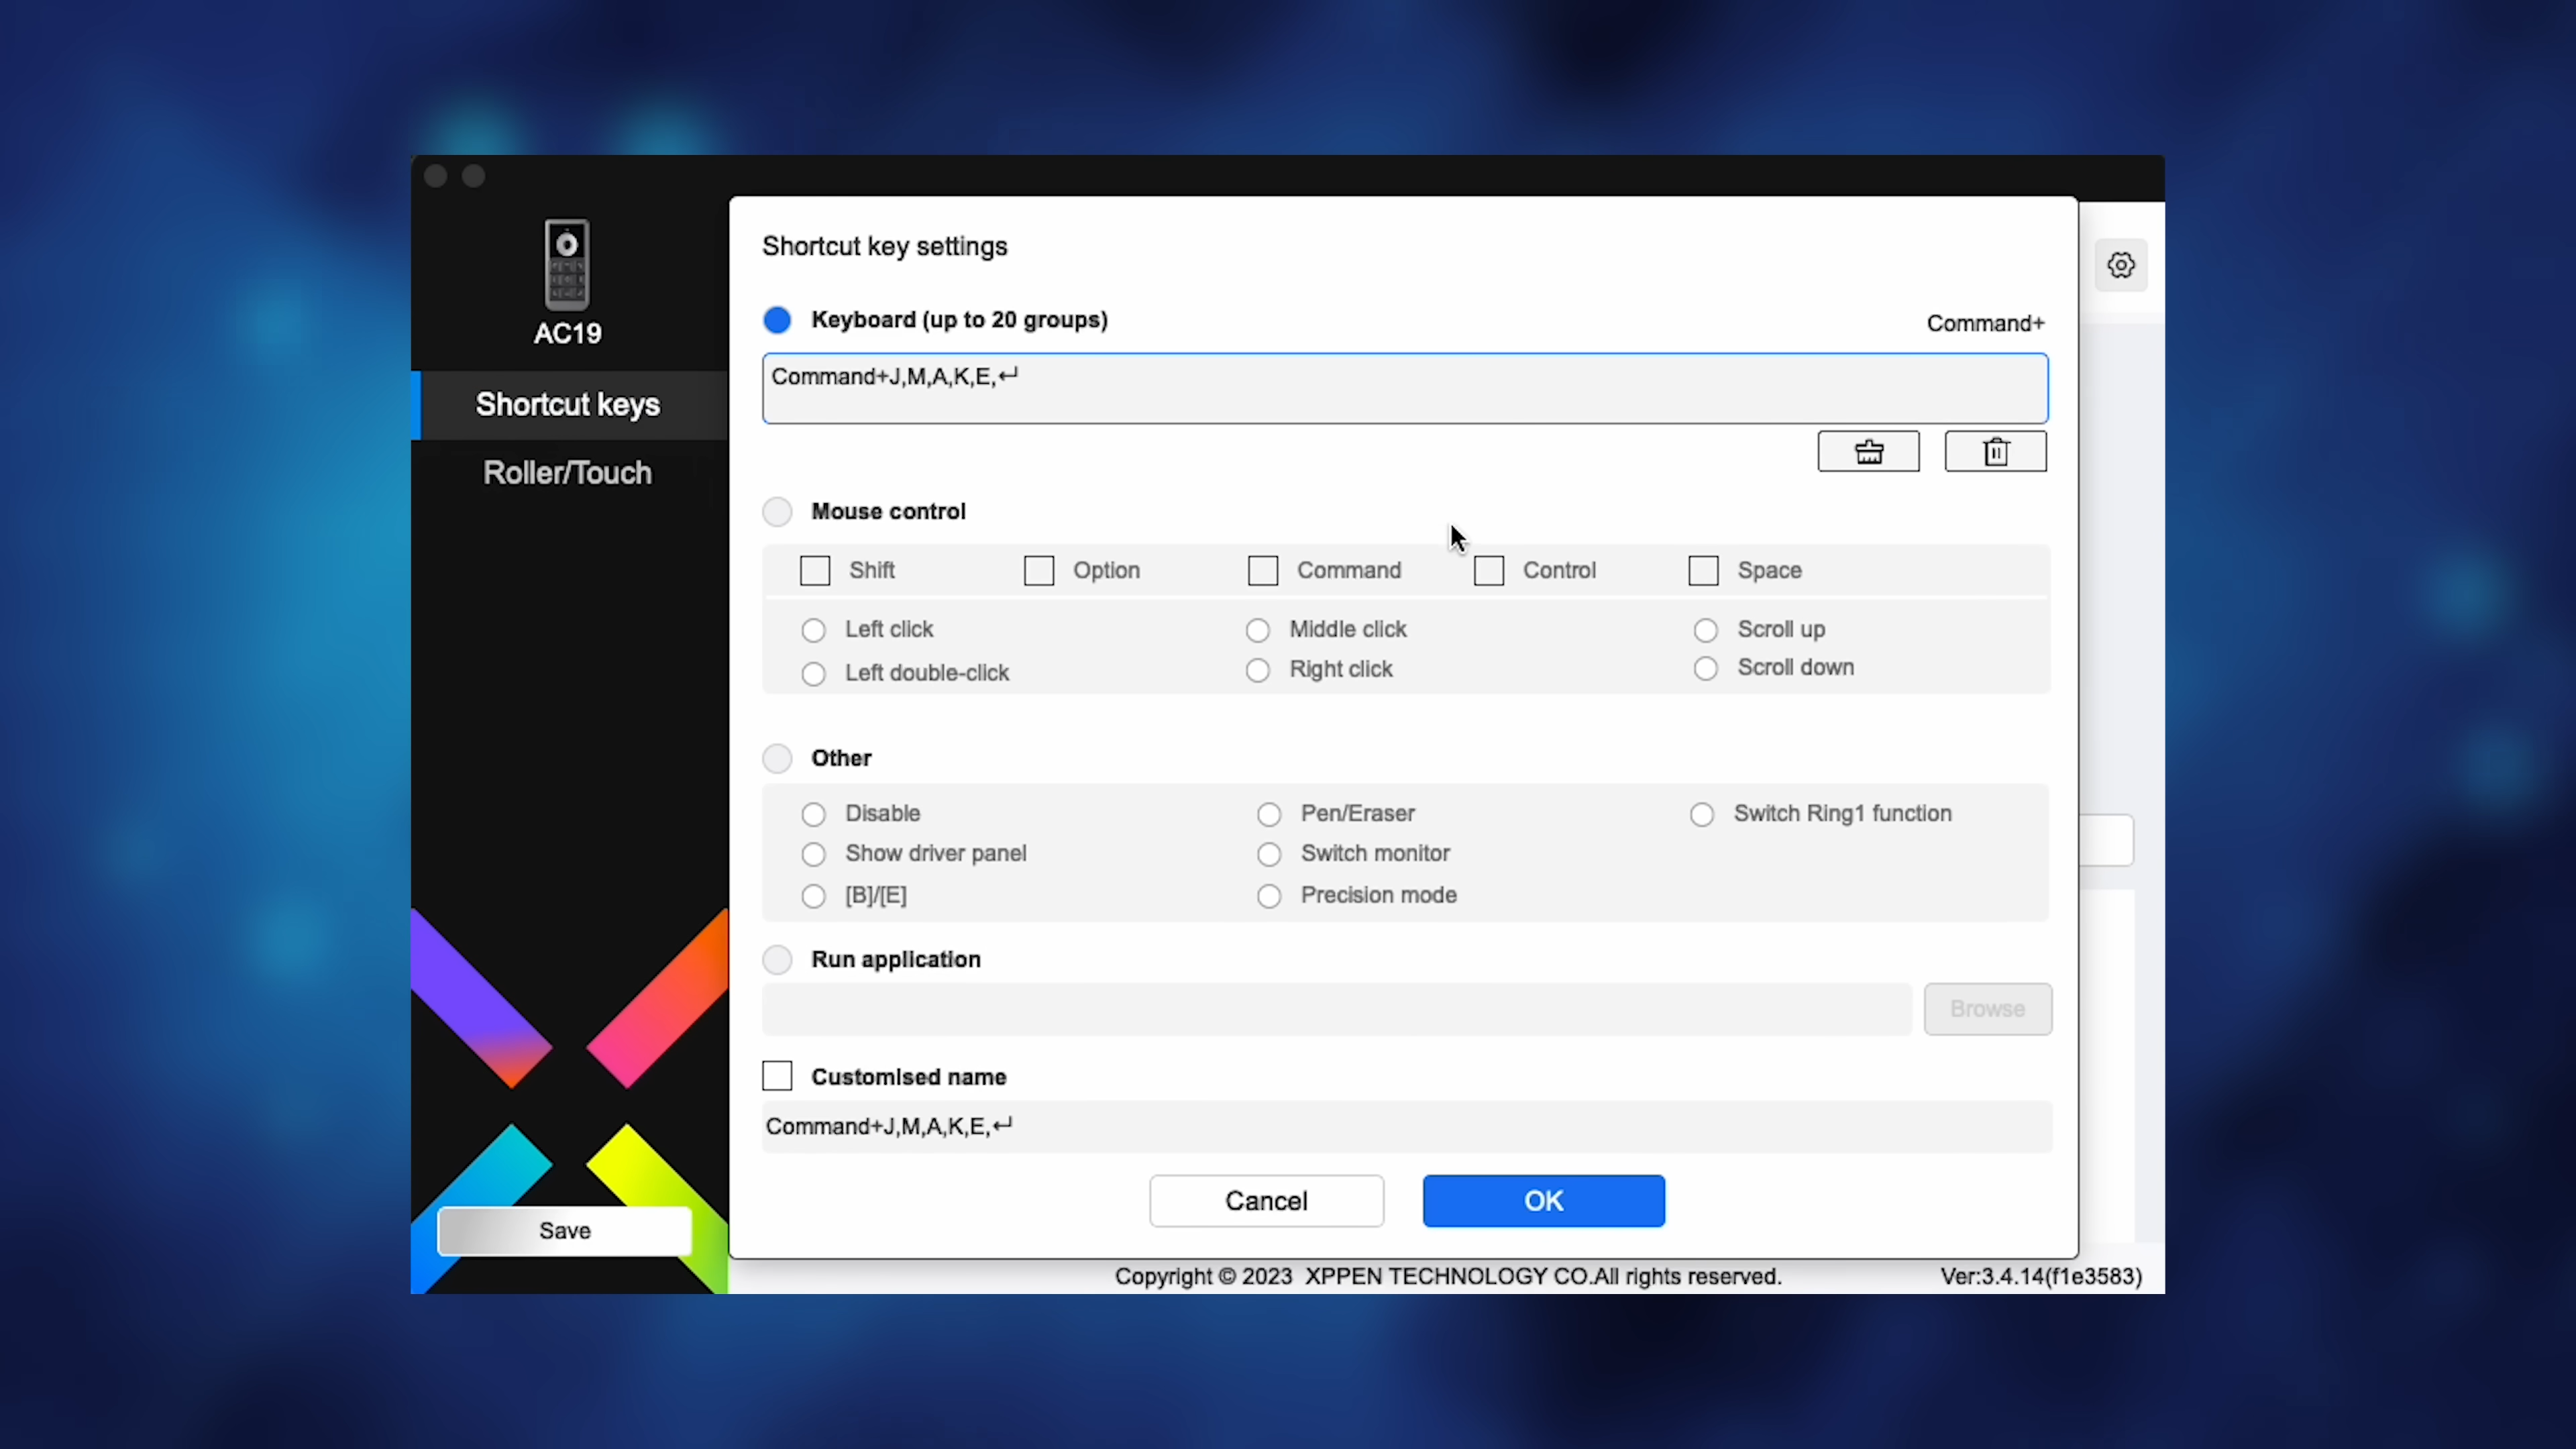 AC19
Shortcut keys
Roller/Touch
Save
Shortcut key settings
Keyboard (up to 20 groups)
Command+
Command+J,M,A,K,E,↵
Mouse control
Shift Option Command Control Space
Left click Middle click Scroll up
Left double-click Right click Scroll down
Other
Disable Pen/Eraser Switch Ring1 function
Show driver panel Switch monitor
[B]/[E] Precision mode
Run application
Browse
Customised name
Command+J,M,A,K,E,↵
Cancel OK
Copyright © 2023 XPPEN TECHNOLOGY CO.All rights reserved. Ver:3.4.14(f1e3583)